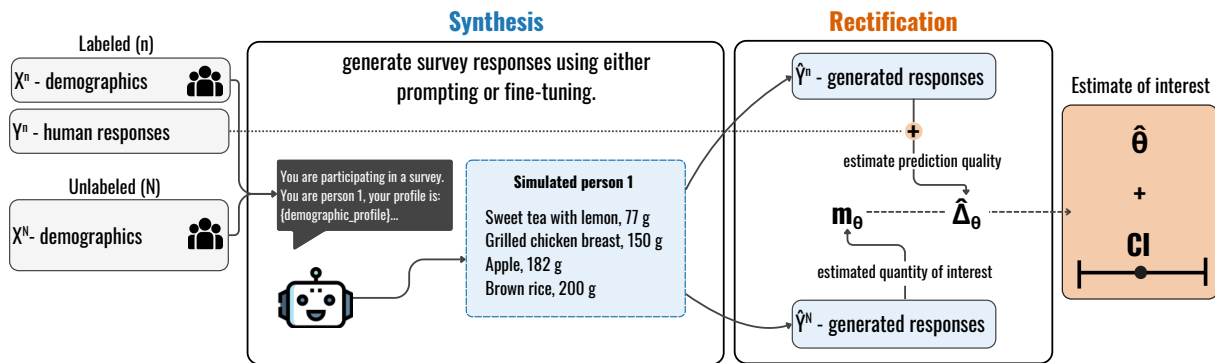 Synthesis
Rectification
Labeled (n)
Xⁿ - demographics
Yⁿ - human responses
Unlabeled (N)
Xᴺ- demographics
generate survey responses using either
prompting or fine-tuning.
You are participating in a survey.
You are person 1, your profile is:
{demographic_profile}...
Simulated person 1
Sweet tea with lemon, 77 g
Grilled chicken breast, 150 g
Apple, 182 g
Brown rice, 200 g
Ŷⁿ - generated responses
+
estimate prediction quality
m_θ
Δ̂_θ
estimated quantity of interest
Ŷᴺ - generated responses
Estimate of interest
θ̂
+
CI